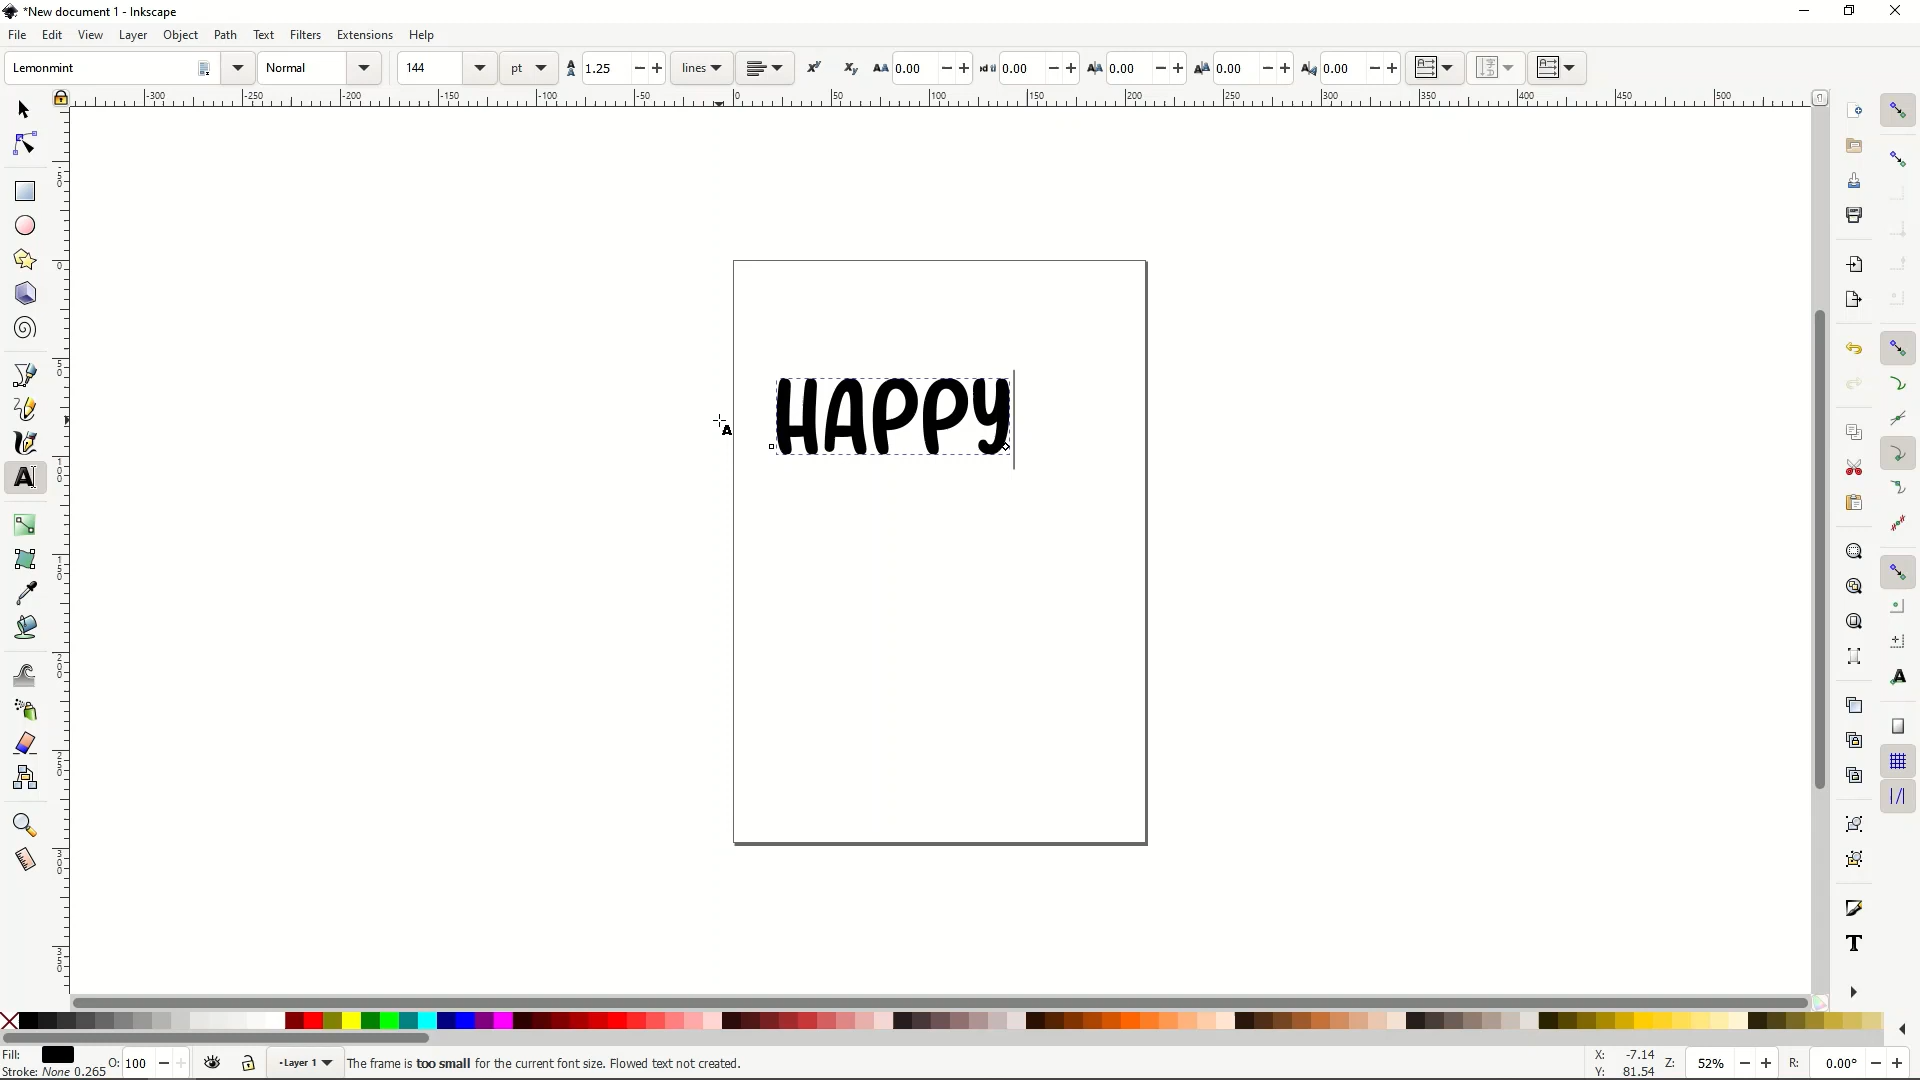 *New document 1 - Inkscape
File Edit View Layer Object Path Text Filters Extensions Help
Lemonmint Normal 144 pt 1.25 lines 0.00 0.00 0.00 0.00 0.00
-300 -250 -200 -150 -100 -50 0 50 100 150 200 250 300 350 400 450 500
HAPPY
Fill: O: 100 Layer 1 The frame is too small for the current font size. Flowed text not created. X: -7.14 Z: 52% R: 0.00°
Stroke: None 0.265 Y: 81.54